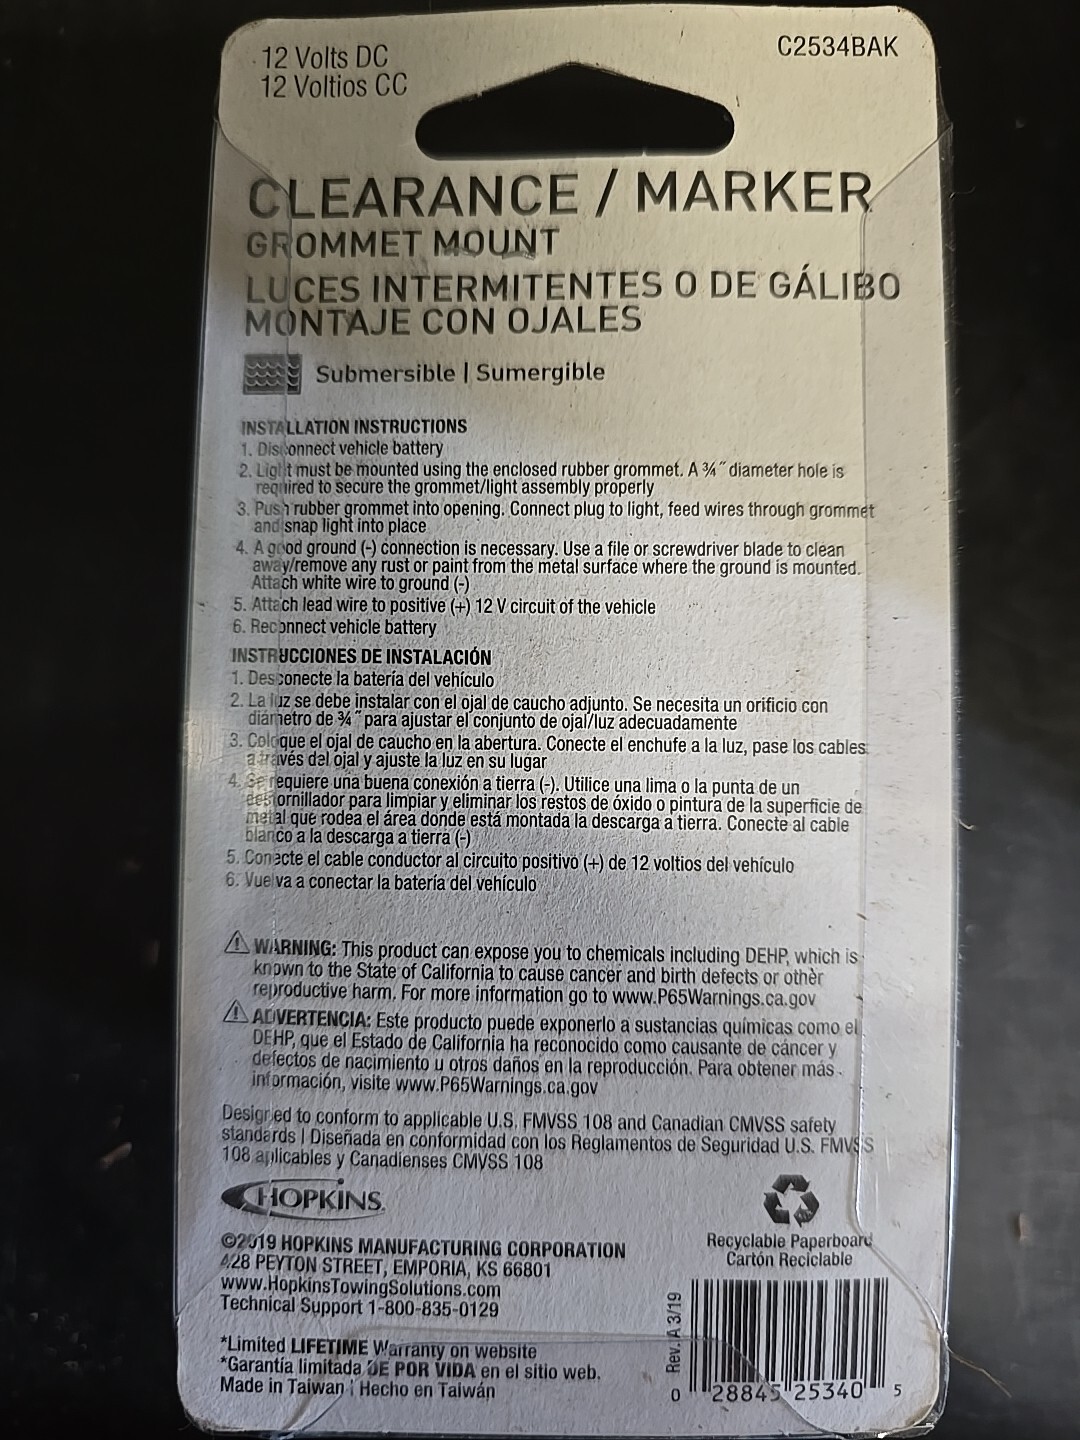 12 Volts DC
12 Voltios CC
C2534BAK
CLEARANCE / MARKER
GROMMET MOUNT
LUCES INTERMITENTES O DE GÁLIBO
MONTAJE CON OJALES
Submersible | Sumergible
INSTALLATION INSTRUCTIONS
1. Disconnect vehicle battery
2. Light must be mounted using the enclosed rubber grommet. A ¾˝ diameter hole is
required to secure the grommet/light assembly properly
3. Push rubber grommet into opening. Connect plug to light, feed wires through grommet
and snap light into place
4. A good ground (-) connection is necessary. Use a file or screwdriver blade to clean
away/remove any rust or paint from the metal surface where the ground is mounted.
Attach white wire to ground (-)
5. Attach lead wire to positive (+) 12 V circuit of the vehicle
6. Reconnect vehicle battery
INSTRUCCIONES DE INSTALACIÓN
1. Desconecte la batería del vehículo
2. La luz se debe instalar con el ojal de caucho adjunto. Se necesita un orificio con
diámetro de ¾˝ para ajustar el conjunto de ojal/luz adecuadamente
3. Coloque el ojal de caucho en la abertura. Conecte el enchufe a la luz, pase los cables
a través del ojal y ajuste la luz en su lugar
4. Se requiere una buena conexión a tierra (-). Utilice una lima o la punta de un
destornillador para limpiar y eliminar los restos de óxido o pintura de la superficie de
metal que rodea el área donde está montada la descarga a tierra. Conecte al cable
blanco a la descarga a tierra (-)
5. Conecte el cable conductor al circuito positivo (+) de 12 voltios del vehículo
6. Vuelva a conectar la batería del vehículo
WARNING: This product can expose you to chemicals including DEHP, which is
known to the State of California to cause cancer and birth defects or other
reproductive harm. For more information go to www.P65Warnings.ca.gov
ADVERTENCIA: Este producto puede exponerlo a sustancias químicas como el
DEHP, que el Estado de California ha reconocido como causante de cáncer y
defectos de nacimiento u otros daños en la reproducción. Para obtener más
información, visite www.P65Warnings.ca.gov
Designed to conform to applicable U.S. FMVSS 108 and Canadian CMVSS safety
standards | Diseñada en conformidad con los Reglamentos de Seguridad U.S. FMVSS
108 aplicables y Canadienses CMVSS 108
HOPKINS
©2019 HOPKINS MANUFACTURING CORPORATION
428 PEYTON STREET, EMPORIA, KS 66801
www.HopkinsTowingSolutions.com
Technical Support 1-800-835-0129
*Limited LIFETIME Warranty on website
*Garantía limitada DE POR VIDA en el sitio web.
Made in Taiwan | Hecho en Taiwán
Recyclable Paperboard
Cartón Reciclable
Rev. A 3/19
0 28845 25340 5